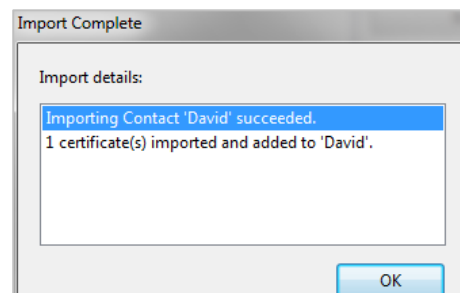 Import Complete
Import details:
Importing Contact 'David' succeeded.
1 certificate(s) imported and added to 'David'.
OK